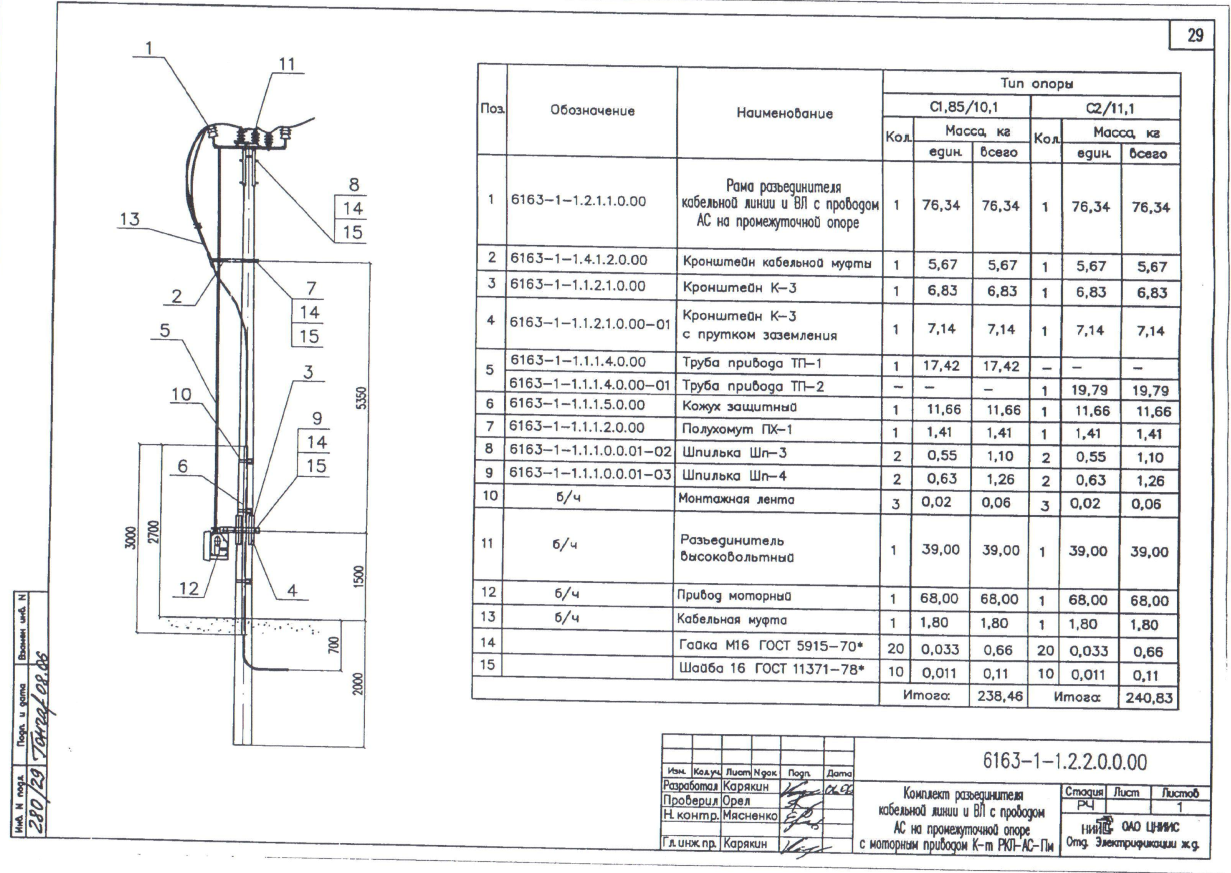 29
1
11
8
14
15
13
2
7
14
15
5
3
10
9
14
15
6
12
4
5350
3000
2700
1500
700
2000
Поз.
Обозначение
Наименование
Тип опоры
С1,85/10,1
С2/11,1
Кол.
Масса, кг
Кол.
Масса, кг
един.
всего
един.
всего
1 6163-1-1.2.1.1.0.00 Рама разъединителя
кабельной линии и ВЛ с проводом
АС на промежуточной опоре
1 76,34 76,34 1 76,34 76,34
2 6163-1-1.4.1.2.0.00 Кронштейн кабельной муфты 1 5,67 5,67 1 5,67 5,67
3 6163-1-1.1.2.1.0.00 Кронштейн К-3 1 6,83 6,83 1 6,83 6,83
4 6163-1-1.1.2.1.0.00-01 Кронштейн К-3
с прутком заземления
1 7,14 7,14 1 7,14 7,14
5 6163-1-1.1.1.4.0.00 Труба привода ТП-1 1 17,42 17,42 – – –
6163-1-1.1.1.4.0.00-01 Труба привода ТП-2 – – – 1 19,79 19,79
6 6163-1-1.1.1.5.0.00 Кожух защитный 1 11,66 11,66 1 11,66 11,66
7 6163-1-1.1.1.2.0.00 Полухомут ПХ-1 1 1,41 1,41 1 1,41 1,41
8 6163-1-1.1.1.0.0.01-02 Шпилька Шп-3 2 0,55 1,10 2 0,55 1,10
9 6163-1-1.1.1.0.0.01-03 Шпилька Шп-4 2 0,63 1,26 2 0,63 1,26
10 б/ч Монтажная лента 3 0,02 0,06 3 0,02 0,06
11 б/ч Разъединитель
высоковольтный
1 39,00 39,00 1 39,00 39,00
12 б/ч Привод моторный 1 68,00 68,00 1 68,00 68,00
13 б/ч Кабельная муфта 1 1,80 1,80 1 1,80 1,80
14 Гайка М16 ГОСТ 5915-70* 20 0,033 0,66 20 0,033 0,66
15 Шайба 16 ГОСТ 11371-78* 10 0,011 0,11 10 0,011 0,11
Итого: 238,46 Итого: 240,83
Взамен инв. N
Подп. и дата
Инв. N подл.
280/29
08.06
6163-1-1.2.2.0.0.00
Изм. Кол.уч. Лист Nдок. Подп. Дата
Разработал Карякин
Проверил Орел
Н. контр. Мясненко
Гл.инж.пр. Карякин
Комплект разъединителя
кабельной линии и ВЛ с проводом
АС на промежуточной опоре
с моторным приводом К-т РКЛ-АС-Пм
Стадия Лист Листов
РЧ 1
ОАО ЦНИИС
Отд. Электрификации ж.д.